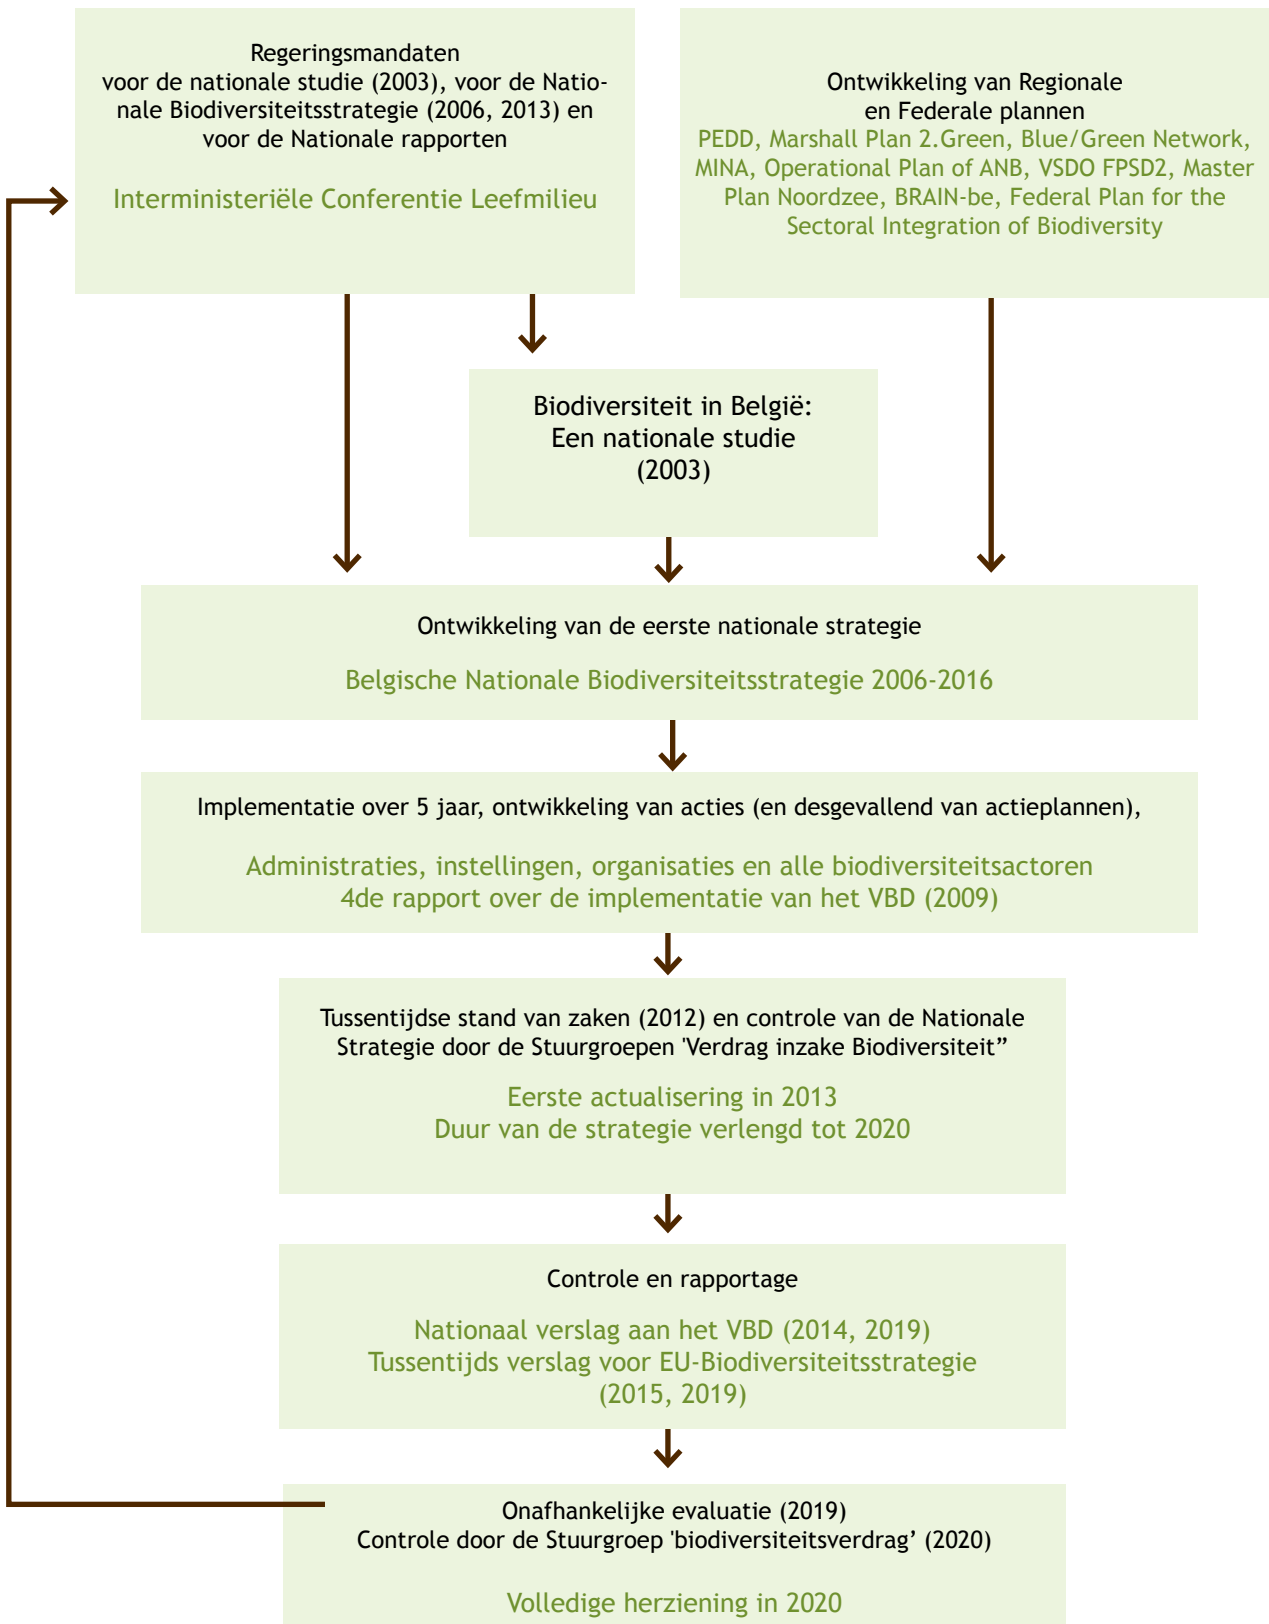 Regeringsmandaten
voor de nationale studie (2003), voor de Natio-
nale Biodiversiteitsstrategie (2006, 2013) en
voor de Nationale rapporten
Interministeriële Conferentie Leefmilieu
Ontwikkeling van Regionale
en Federale plannen
PEDD, Marshall Plan 2.Green, Blue/Green Network,
MINA, Operational Plan of ANB, VSDO FPSD2, Master
Plan Noordzee, BRAIN-be, Federal Plan for the
Sectoral Integration of Biodiversity
Biodiversiteit in België:
Een nationale studie
(2003)
Ontwikkeling van de eerste nationale strategie
Belgische Nationale Biodiversiteitsstrategie 2006-2016
Implementatie over 5 jaar, ontwikkeling van acties (en desgevallend van actieplannen),
Administraties, instellingen, organisaties en alle biodiversiteitsactoren
4de rapport over de implementatie van het VBD (2009)
Tussentijdse stand van zaken (2012) en controle van de Nationale
Strategie door de Stuurgroepen 'Verdrag inzake Biodiversiteit”
Eerste actualisering in 2013
Duur van de strategie verlengd tot 2020
Controle en rapportage
Nationaal verslag aan het VBD (2014, 2019)
Tussentijds verslag voor EU-Biodiversiteitsstrategie
(2015, 2019)
Onafhankelijke evaluatie (2019)
Controle door de Stuurgroep 'biodiversiteitsverdrag’ (2020)
Volledige herziening in 2020